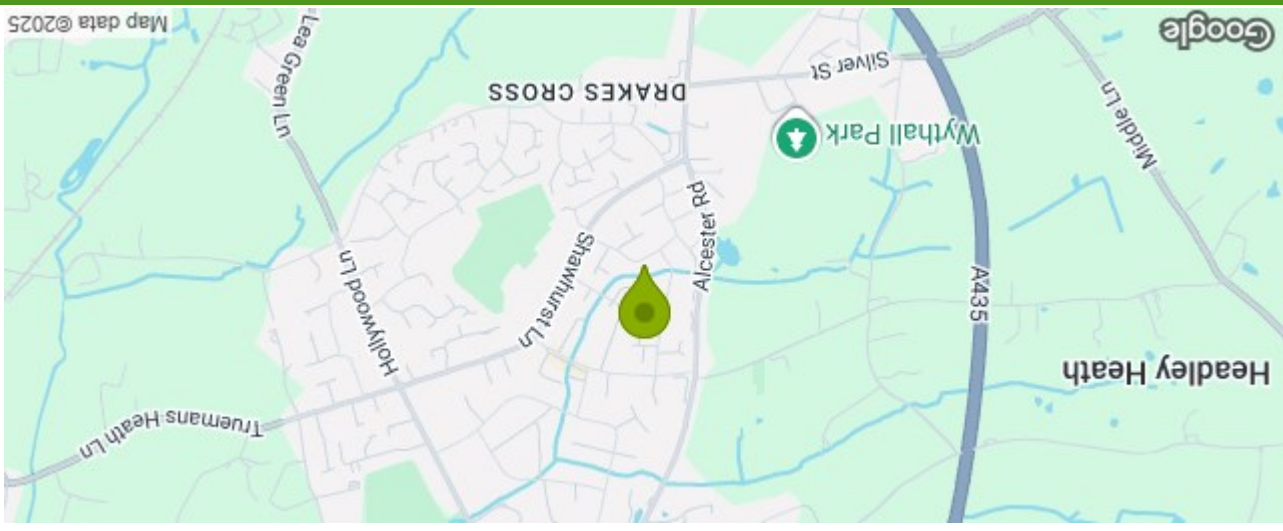 Headley Heath
A435
Middle Ln
Wythall Park
Silver St
Alcester Rd
DRAKES CROSS
Shawhurst Ln
Truemans Heath Ln
Hollywood Ln
Lea Green Ln
Google
Map data ©2025